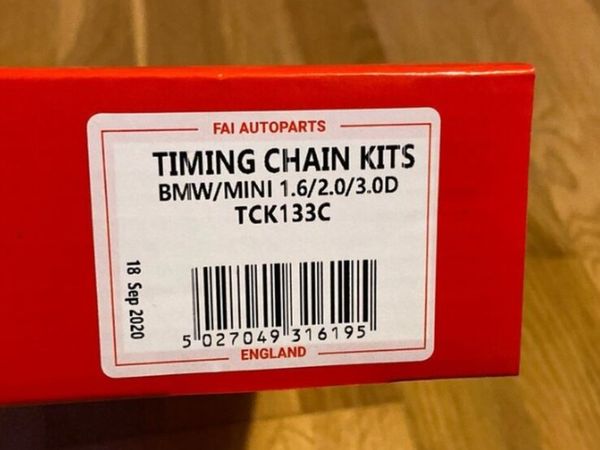 FAI AUTOPARTS
TIMING CHAIN KITS
BMW/MINI 1.6/2.0/3.0D
TCK133C
18 Sep 2020
5 027049 316195
ENGLAND